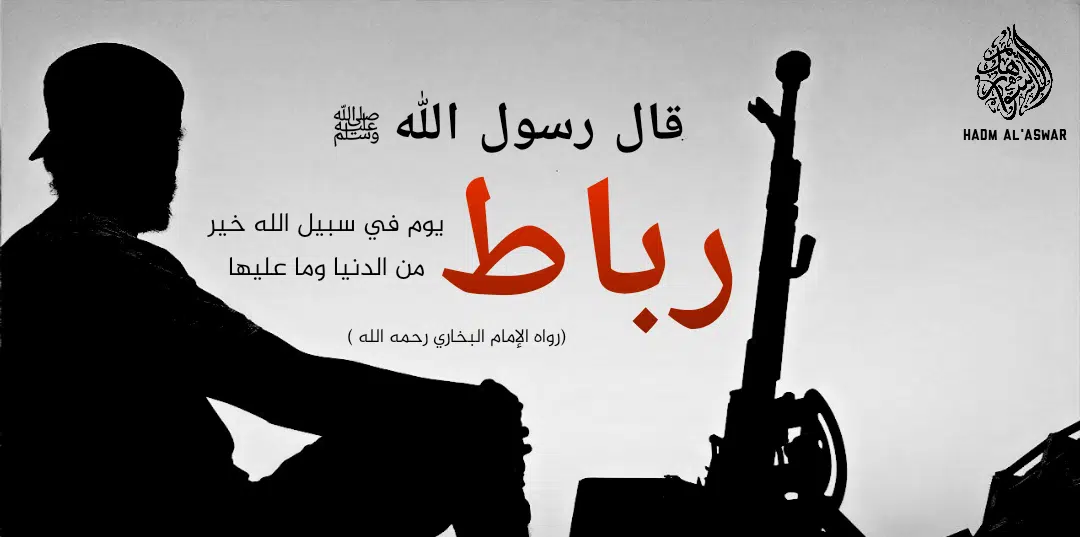 قال رسول الله ﷺ
رباط
يوم في سبيل الله خير
من الدنيا وما عليها
(رواه الإمام البخاري رحمه الله )
HADM AL'ASWAR